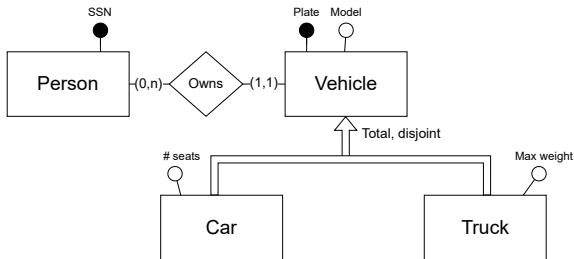 SSN
Plate
Model
Person
(0,n)
Owns
(1,1)
Vehicle
Total, disjoint
# seats
Max weight
Car
Truck